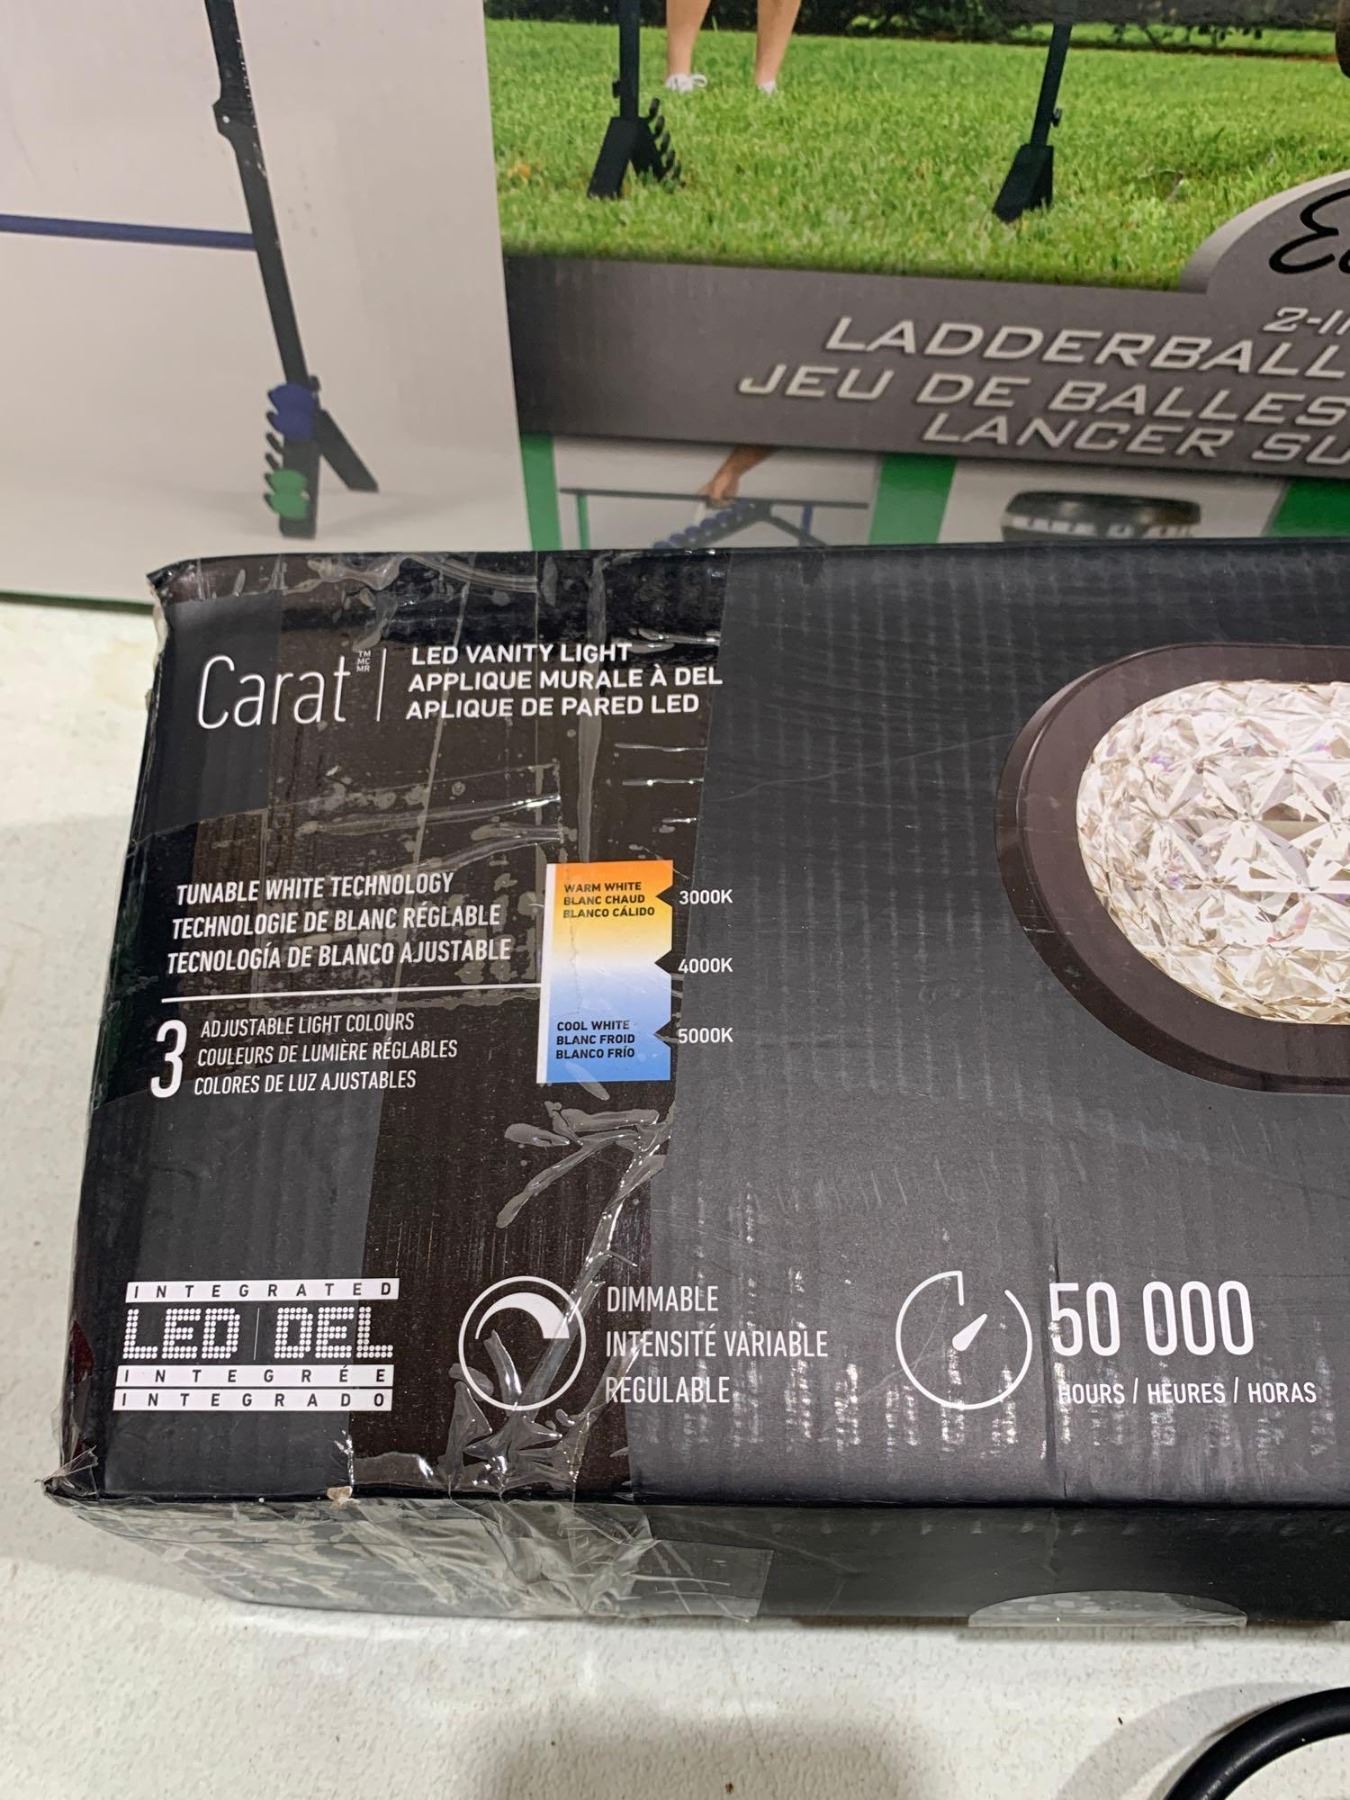 2-I
LADDERBALL
JEU DE BALLES
LANCER SU
Carat
TM
MC
MR
LED VANITY LIGHT
APPLIQUE MURALE À DEL
APLIQUE DE PARED LED
TUNABLE WHITE TECHNOLOGY
TECHNOLOGIE DE BLANC RÉGLABLE
TECNOLOGÍA DE BLANCO AJUSTABLE
WARM WHITE
BLANC CHAUD
BLANCO CÁLIDO
3000K
4000K
COOL WHITE
BLANC FROID
BLANCO FRÍO
5000K
3
ADJUSTABLE LIGHT COLOURS
COULEURS DE LUMIÈRE RÉGLABLES
COLORES DE LUZ AJUSTABLES
INTEGRATED
LED | DEL
INTEGRÉE
INTEGRADO
DIMMABLE
INTENSITÉ VARIABLE
REGULABLE
50 000
HOURS / HEURES / HORAS